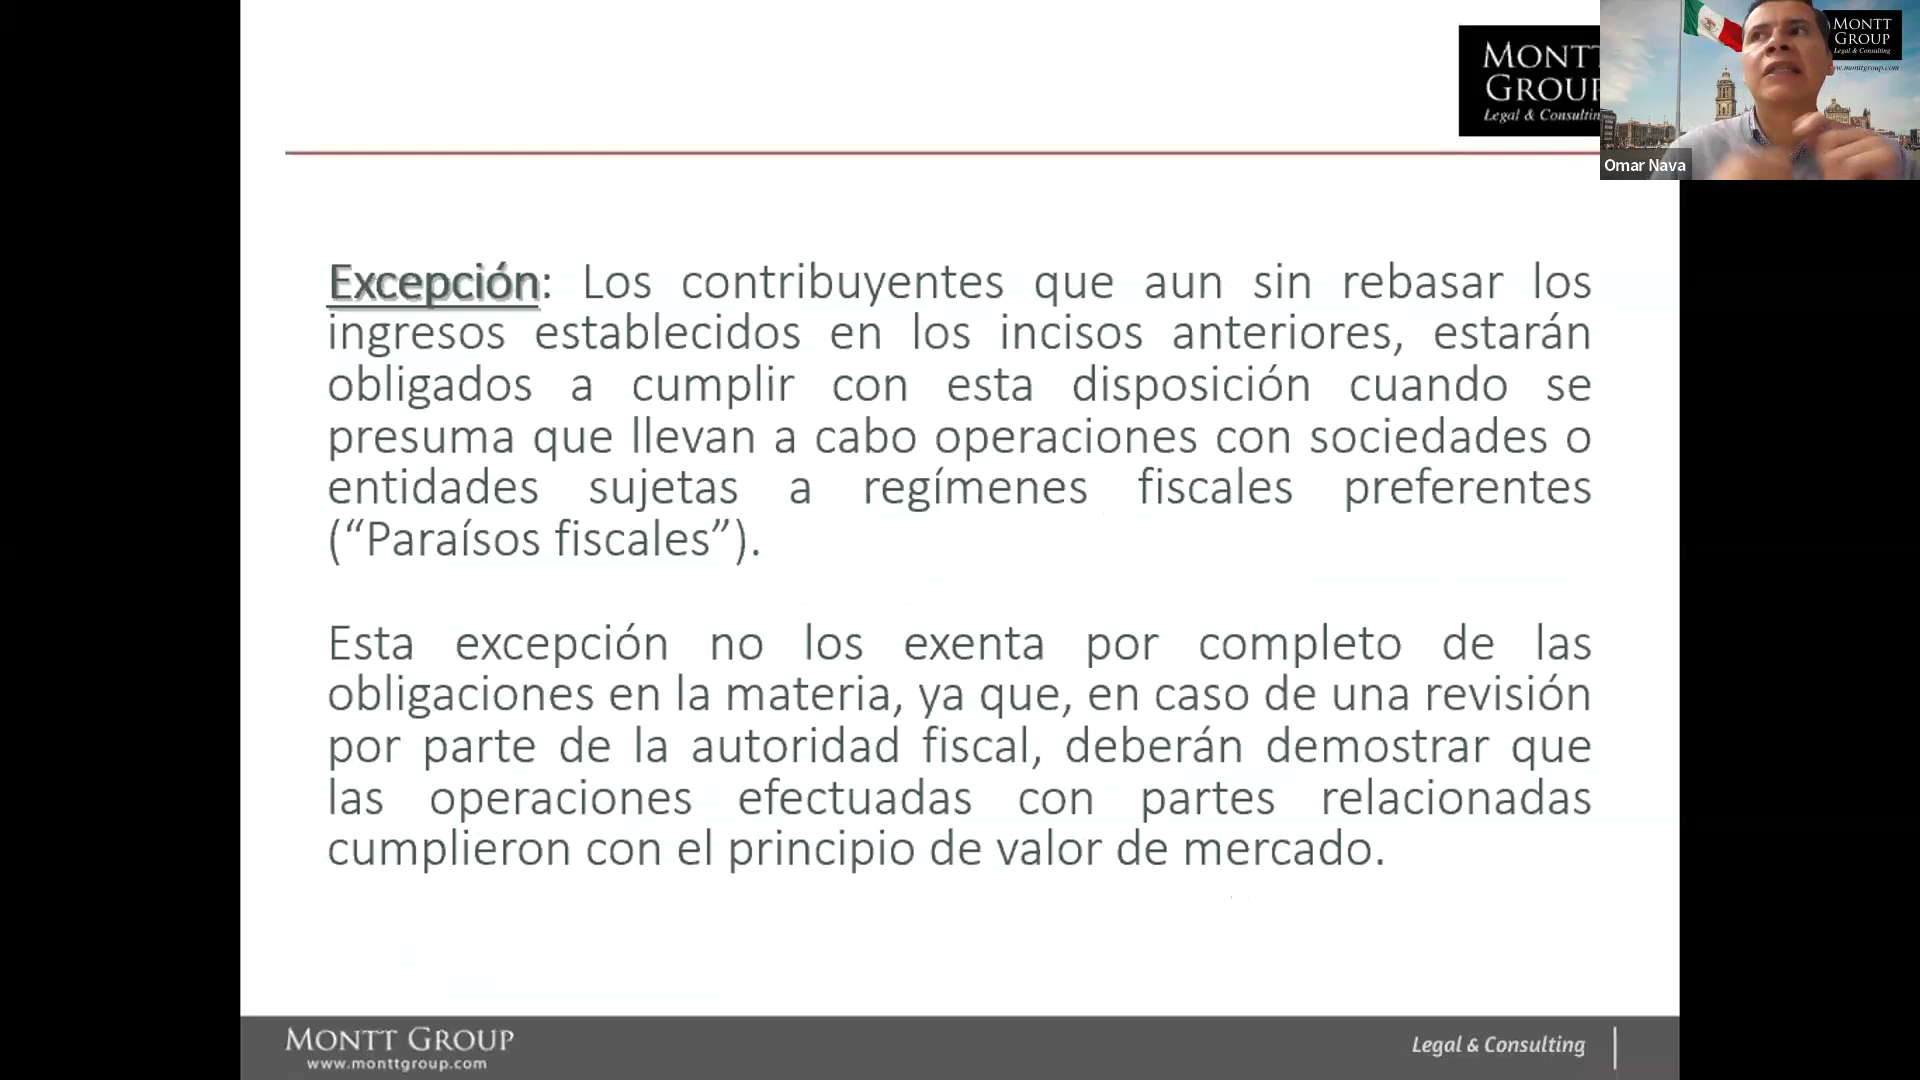 MONTT
GROUP
Legal & Consulting
MONTT
GROUP
Legal & Consulting
www.monttgroup.com
Omar Nava
Excepción: Los contribuyentes que aun sin rebasar los
ingresos establecidos en los incisos anteriores, estarán
obligados a cumplir con esta disposición cuando se
presuma que llevan a cabo operaciones con sociedades o
entidades sujetas a regímenes fiscales preferentes
(“Paraísos fiscales”).
Esta excepción no los exenta por completo de las
obligaciones en la materia, ya que, en caso de una revisión
por parte de la autoridad fiscal, deberán demostrar que
las operaciones efectuadas con partes relacionadas
cumplieron con el principio de valor de mercado.
MONTT GROUP
www.monttgroup.com
Legal & Consulting